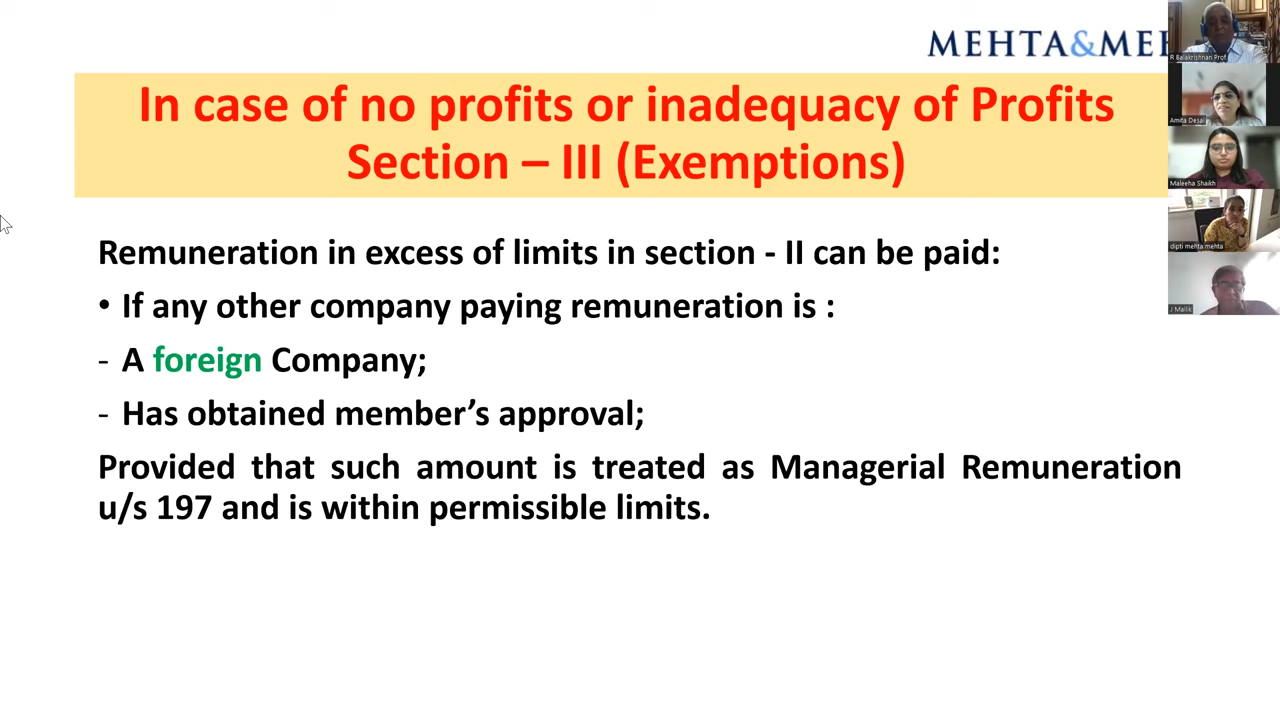 MEHTA&MEH
In case of no profits or inadequacy of Profits
Section – III (Exemptions)
Remuneration in excess of limits in section - II can be paid:
• If any other company paying remuneration is :
- A foreign Company;
- Has obtained member’s approval;
Provided that such amount is treated as Managerial Remuneration
u/s 197 and is within permissible limits.
R Balakrishnan Prof
Amita Desai
Maleeha Shaikh
dipti mehta mehta
J Mallik